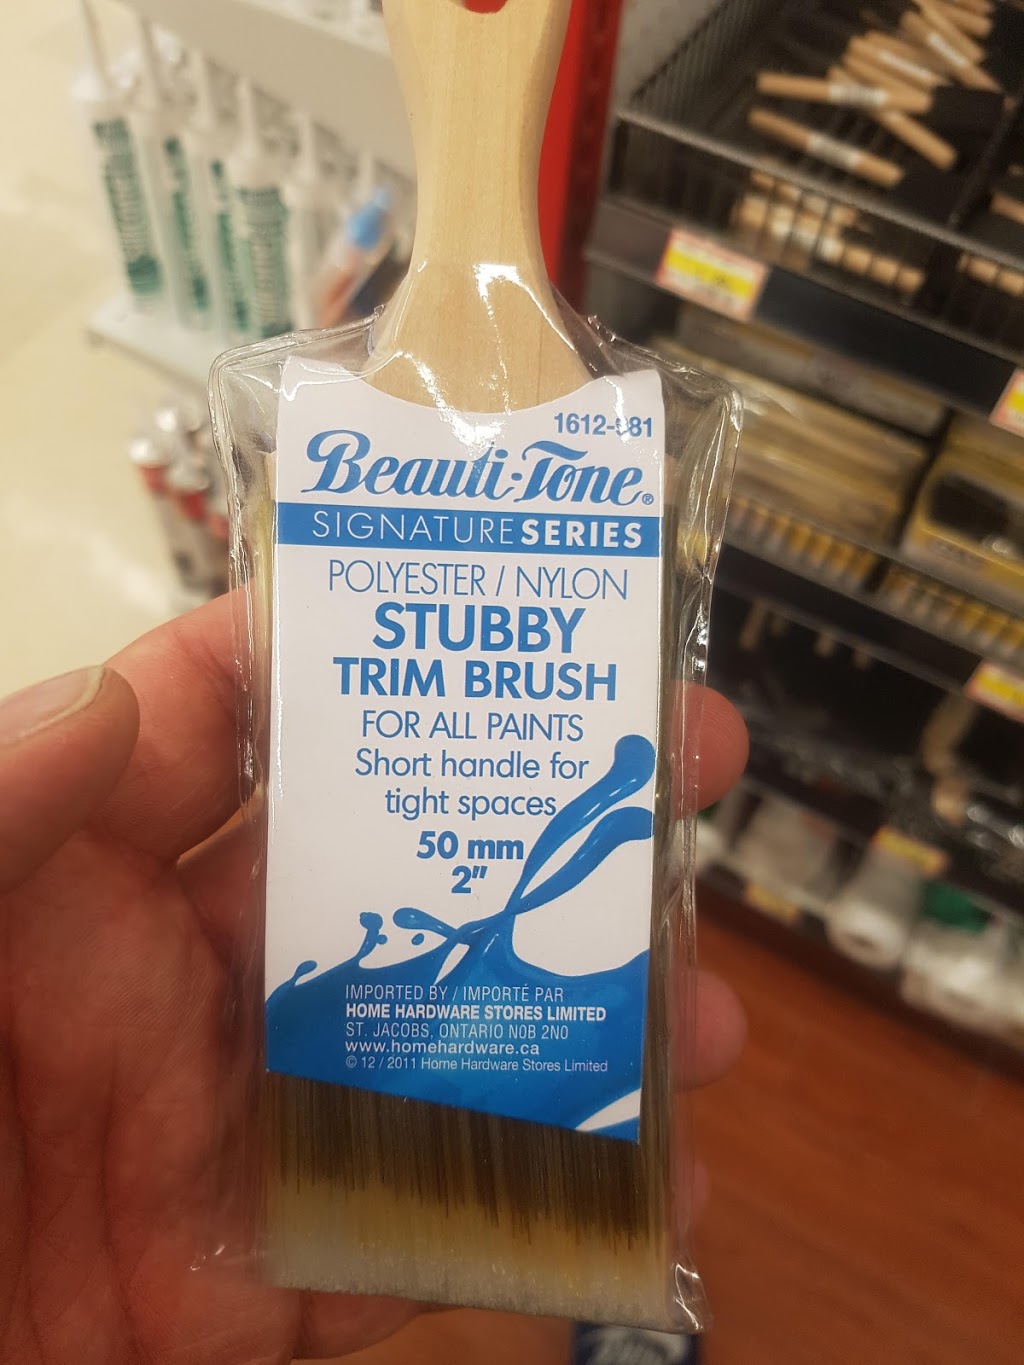 Beauti-Tone®
SIGNATURE SERIES
POLYESTER / NYLON
STUBBY
TRIM BRUSH
FOR ALL PAINTS
Short handle for
tight spaces
50 mm
2"
IMPORTED BY / IMPORTÉ PAR
HOME HARDWARE STORES LIMITED
ST. JACOBS, ONTARIO N0B 2N0
www.homehardware.ca
© 12 / 2011 Home Hardware Stores Limited